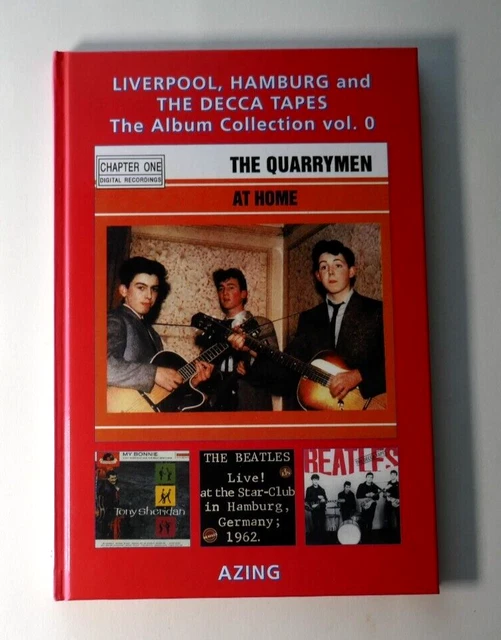 LIVERPOOL, HAMBURG and
THE DECCA TAPES
The Album Collection vol. 0
CHAPTER ONE
DIGITAL RECORDINGS
THE QUARRYMEN
AT HOME
MY BONNIE
Tony Sheridan
THE BEATLES
Live!
at the Star-Club
in Hamburg,
Germany;
1962.
BEATLES
AZING